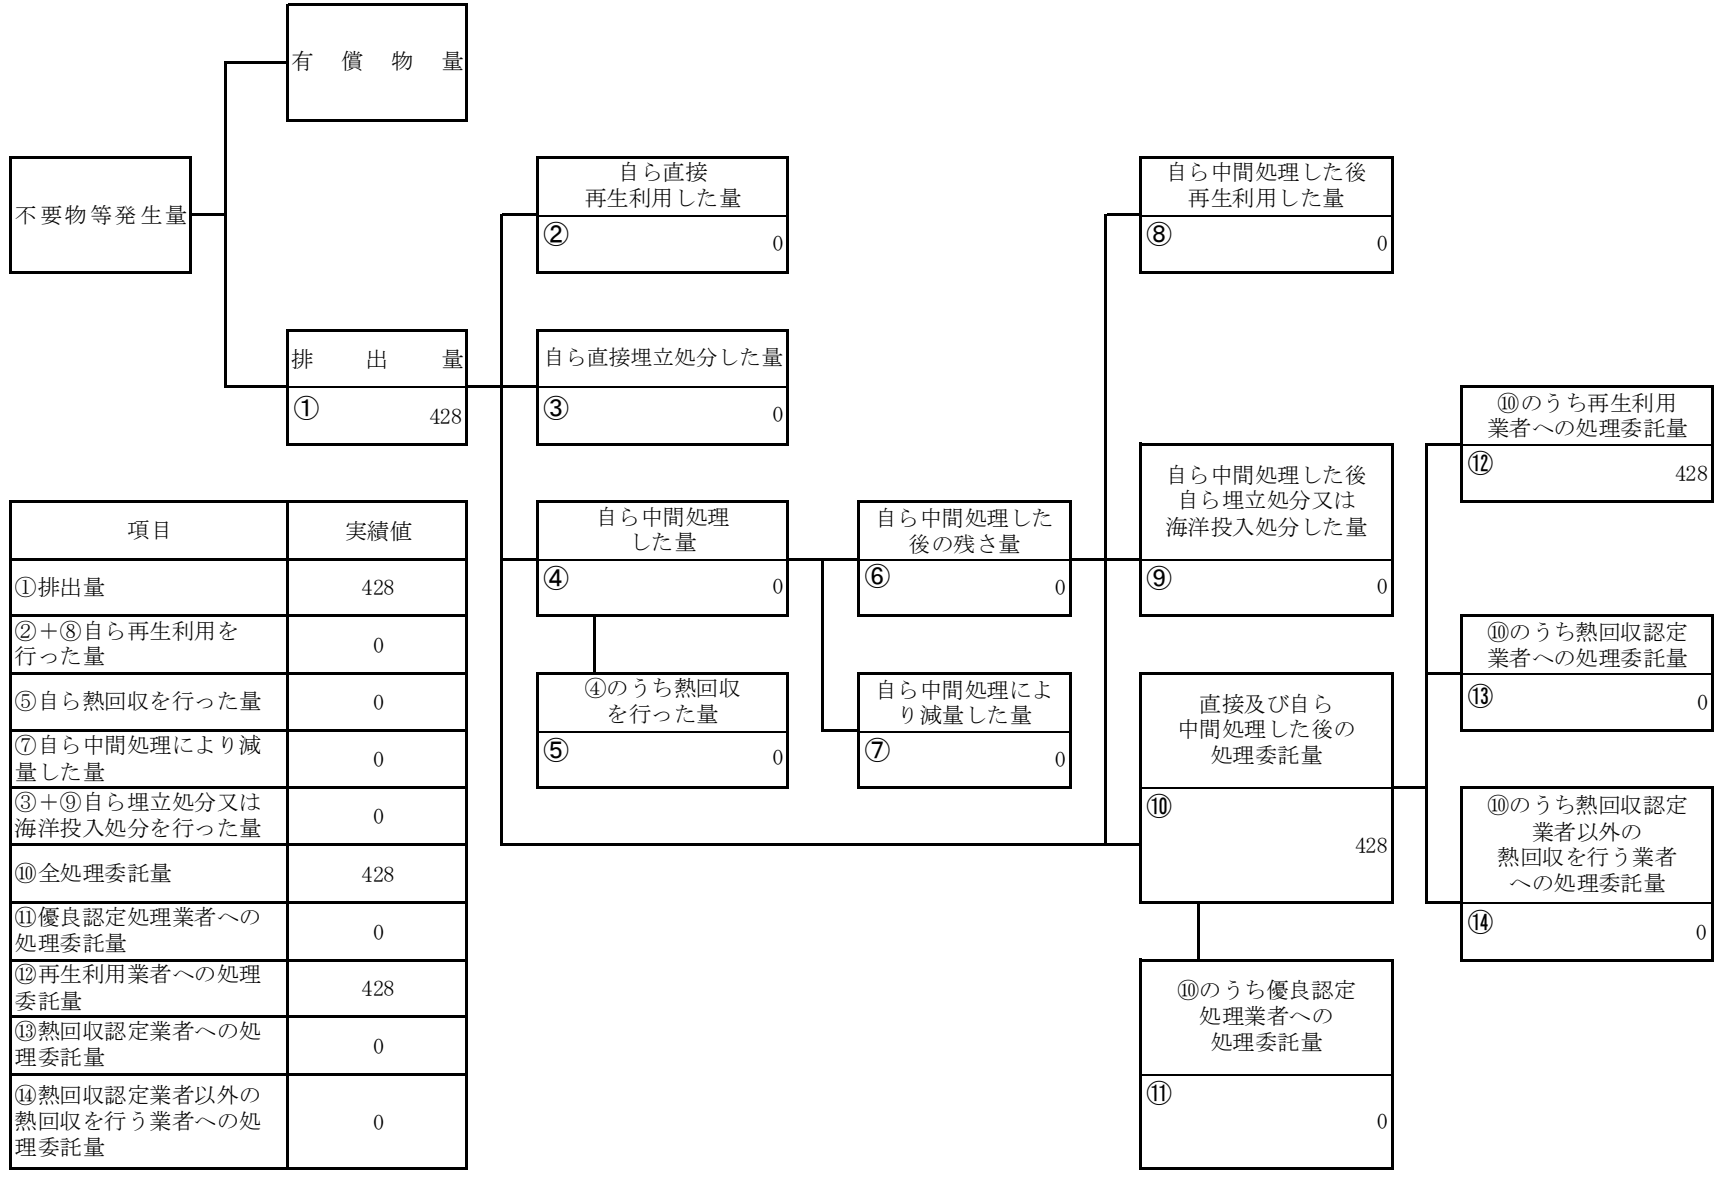 有償物量
不要物等発生量
排出量
①
428
自ら直接
再生利用した量
②
0
自ら直接埋立処分した量
③
0
自ら中間処理
した量
④
0
④のうち熱回収
を行った量
⑤
0
自ら中間処理した
後の残さ量
⑥
0
自ら中間処理によ
り減量した量
⑦
0
自ら中間処理した後
再生利用した量
⑧
0
自ら中間処理した後
自ら埋立処分又は
海洋投入処分した量
⑨
0
直接及び自ら
中間処理した後の
処理委託量
⑩
428
⑩のうち優良認定
処理業者への
処理委託量
⑪
0
⑩のうち再生利用
業者への処理委託量
⑫
428
⑩のうち熱回収認定
業者への処理委託量
⑬
0
⑩のうち熱回収認定
業者以外の
熱回収を行う業者
への処理委託量
⑭
0
項目 実績値
①排出量 428
②+⑧自ら再生利用を
行った量 0
⑤自ら熱回収を行った量 0
⑦自ら中間処理により減
量した量 0
③+⑨自ら埋立処分又は
海洋投入処分を行った量 0
⑩全処理委託量 428
⑪優良認定処理業者への
処理委託量 0
⑫再生利用業者への処理
委託量 428
⑬熱回収認定業者への処
理委託量 0
⑭熱回収認定業者以外の
熱回収を行う業者への処
理委託量 0